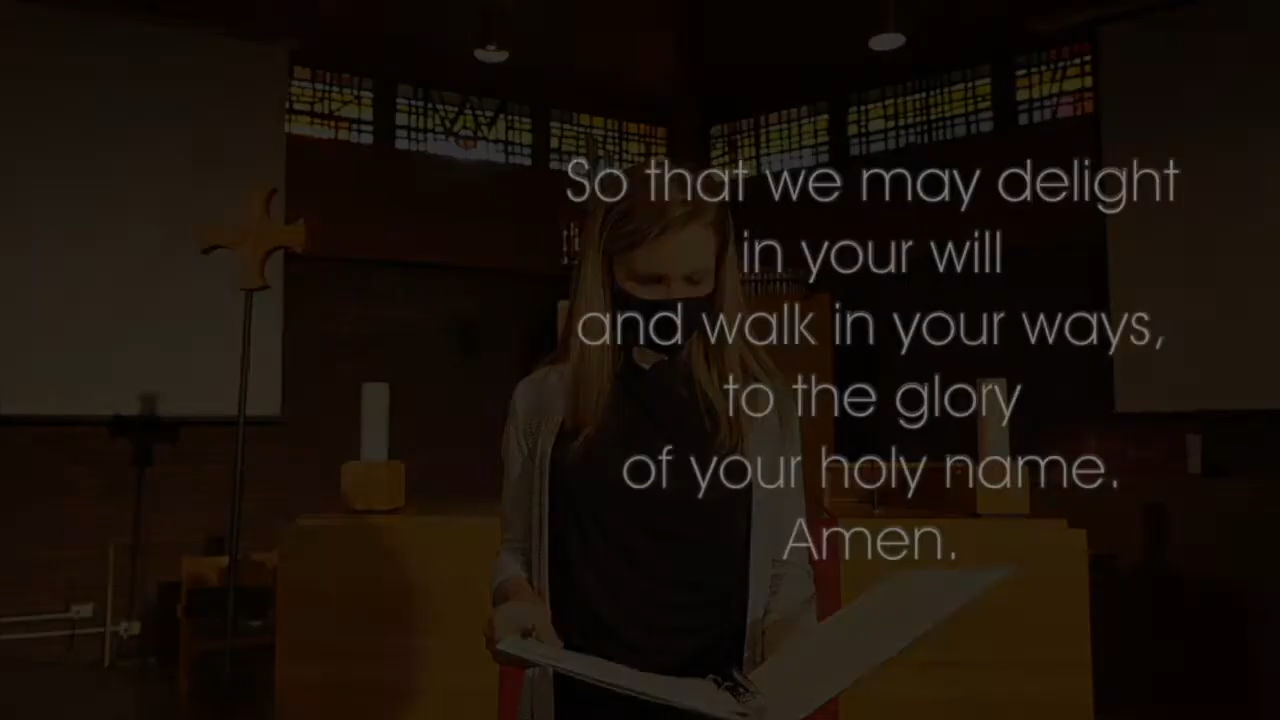 So that we may delight
in your will
and walk in your ways,
to the glory
of your holy name.
Amen.